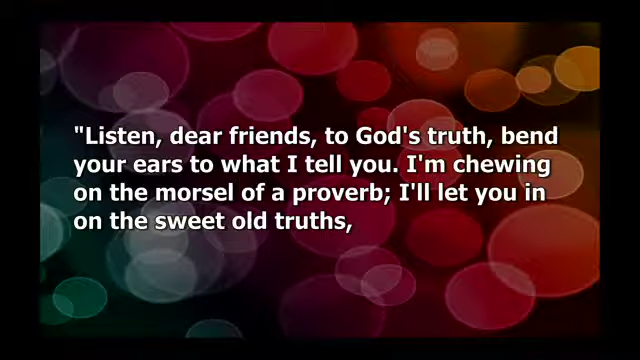 "Listen, dear friends, to God's truth, bend
your ears to what I tell you. I'm chewing
on the morsel of a proverb; I'll let you in
on the sweet old truths,